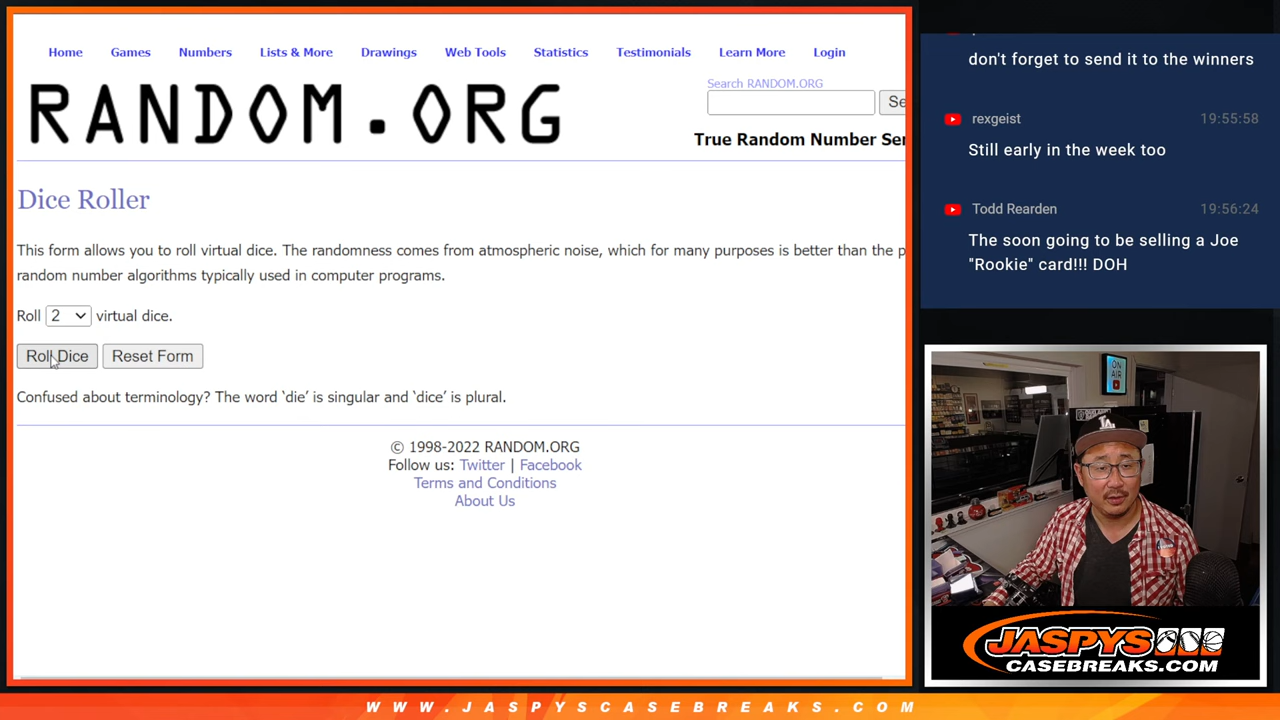 Home Games Numbers Lists & More Drawings Web Tools Statistics Testimonials Learn More Login
RANDOM.ORG
Search RANDOM.ORG
Se
True Random Number Ser
Dice Roller
This form allows you to roll virtual dice. The randomness comes from atmospheric noise, which for many purposes is better than the p
random number algorithms typically used in computer programs.
Roll 2 virtual dice.
Roll Dice Reset Form
Confused about terminology? The word ‘die’ is singular and ‘dice’ is plural.
© 1998-2022 RANDOM.ORG
Follow us: Twitter | Facebook
Terms and Conditions
About Us
don't forget to send it to the winners
rexgeist 19:55:58
Still early in the week too
Todd Rearden 19:56:24
The soon going to be selling a Joe
"Rookie" card!!! DOH
ON
AIR
LA
JASPYS
CASEBREAKS.COM
WWW.JASPYSCASEBREAKS.COM